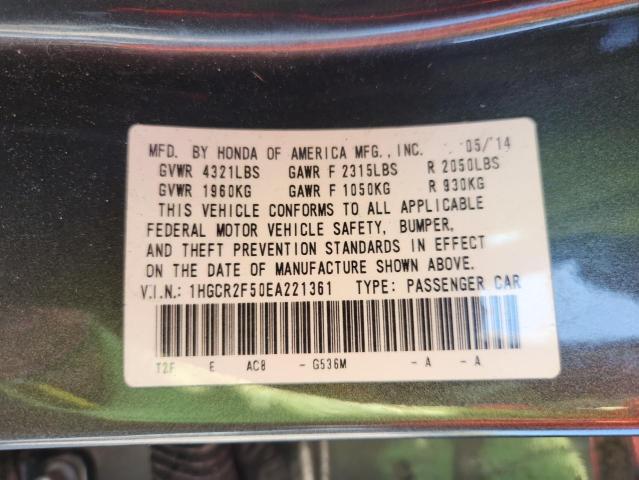 MFD. BY HONDA OF AMERICA MFG., INC. 05/'14
GVWR 4321LBS GAWR F 2315LBS R 2050LBS
GVWR 1960KG GAWR F 1050KG R 930KG
THIS VEHICLE CONFORMS TO ALL APPLICABLE
FEDERAL MOTOR VEHICLE SAFETY, BUMPER,
AND THEFT PREVENTION STANDARDS IN EFFECT
ON THE DATE OF MANUFACTURE SHOWN ABOVE.
V.I.N.: 1HGCR2F50EA221361 TYPE: PASSENGER CAR
T2F E AC8 - G536M - A - A